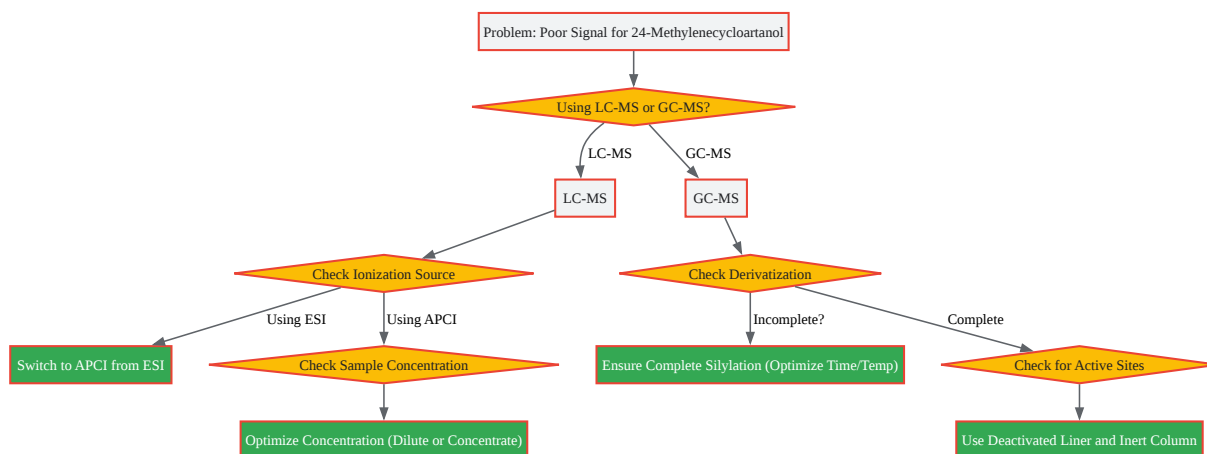 Problem: Poor Signal for 24-Methylenecycloartanol
Using LC-MS or GC-MS?
LC-MS
GC-MS
LC-MS
GC-MS
Check Ionization Source
Check Derivatization
Using ESI
Using APCI
Incomplete?
Complete
Switch to APCI from ESI
Check Sample Concentration
Ensure Complete Silylation (Optimize Time/Temp)
Check for Active Sites
Optimize Concentration (Dilute or Concentrate)
Use Deactivated Liner and Inert Column